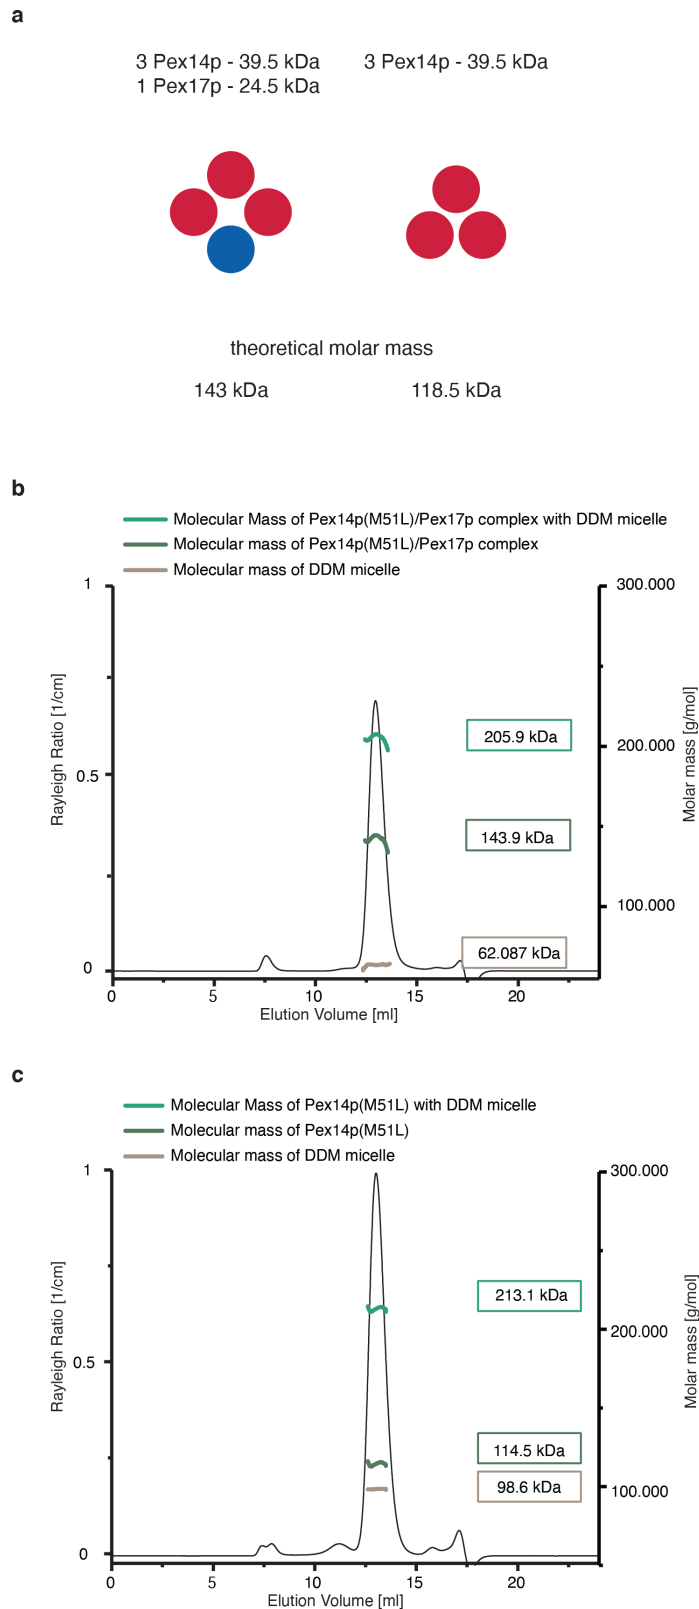 a
3 Pex14p - 39.5 kDa 3 Pex14p - 39.5 kDa
1 Pex17p - 24.5 kDa
theoretical molar mass
143 kDa 118.5 kDa
b
Molecular Mass of Pex14p(M51L)/Pex17p complex with DDM micelle
Molecular mass of Pex14p(M51L)/Pex17p complex
Molecular mass of DDM micelle
1 300.000
Rayleigh Ratio [1/cm]
Molar mass [g/mol]
205.9 kDa
200.000
0.5
143.9 kDa
100.000
62.087 kDa
0
0 5 10 15 20
Elution Volume [ml]
c
Molecular Mass of Pex14p(M51L) with DDM micelle
Molecular mass of Pex14p(M51L)
Molecular mass of DDM micelle
1 300.000
Rayleigh Ratio [1/cm]
Molar mass [g/mol]
213.1 kDa
200.000
0.5
114.5 kDa
98.6 kDa
100.000
0
0 5 10 15 20
Elution Volume [ml]